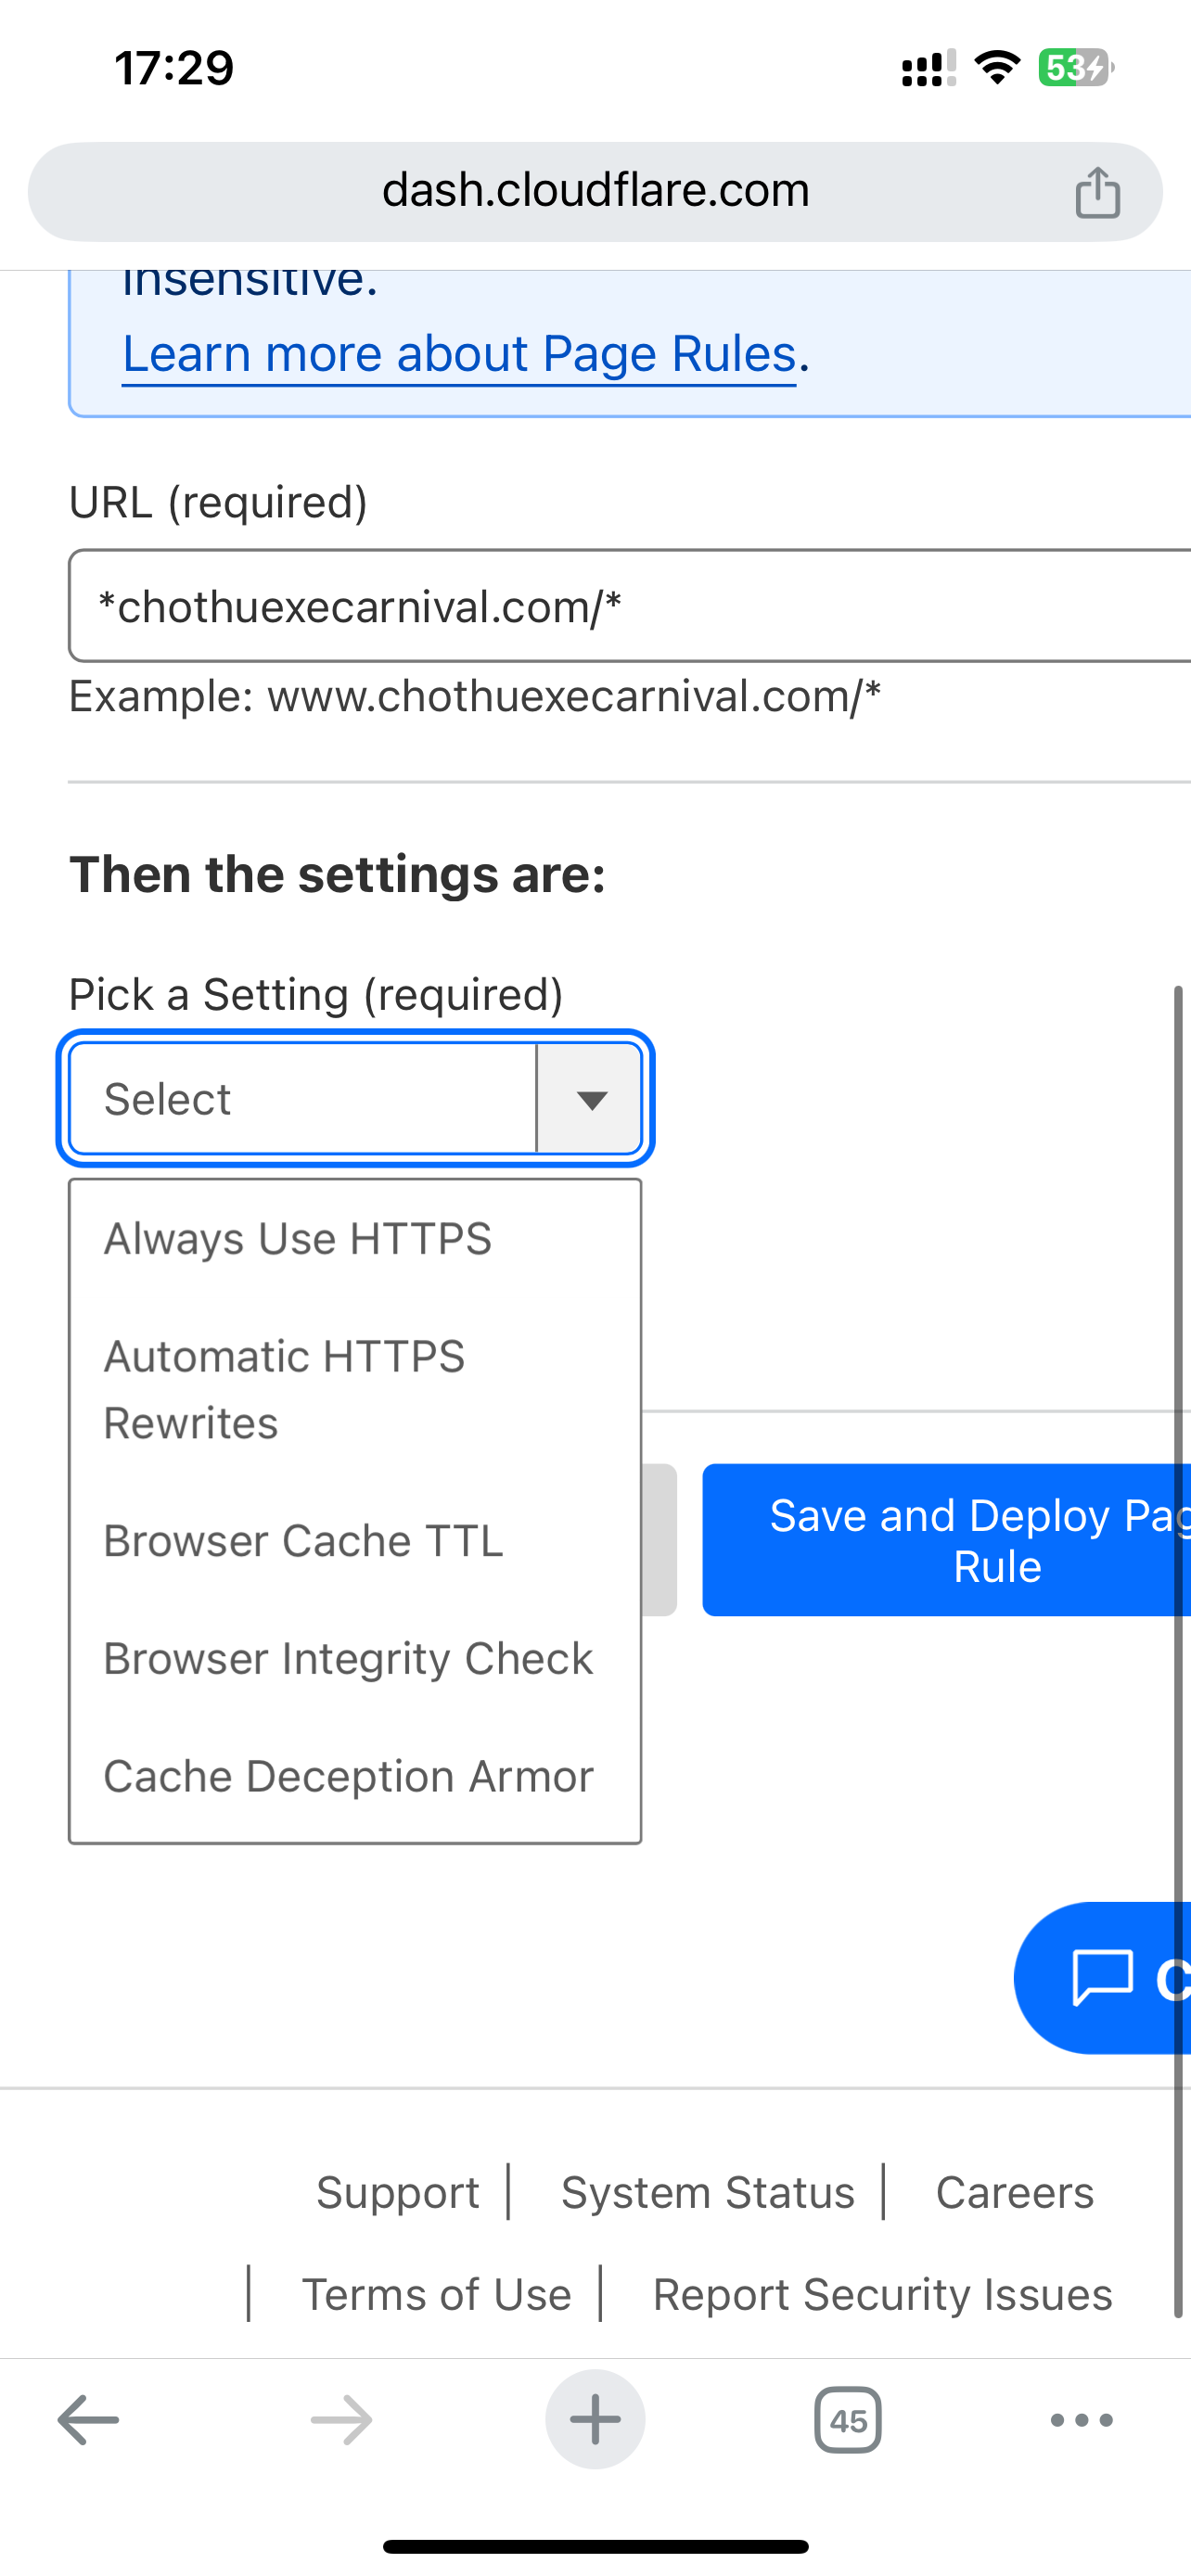 17:29
53
dash.cloudflare.com
insensitive.
Learn more about Page Rules.
URL (required)
*chothuexecarnival.com/*
Example: www.chothuexecarnival.com/*
Then the settings are:
Pick a Setting (required)
Select
Always Use HTTPS
Automatic HTTPS
Rewrites
Browser Cache TTL
Save and Deploy Pag
Rule
Browser Integrity Check
Cache Deception Armor
Support | System Status | Careers
| Terms of Use | Report Security Issues
45